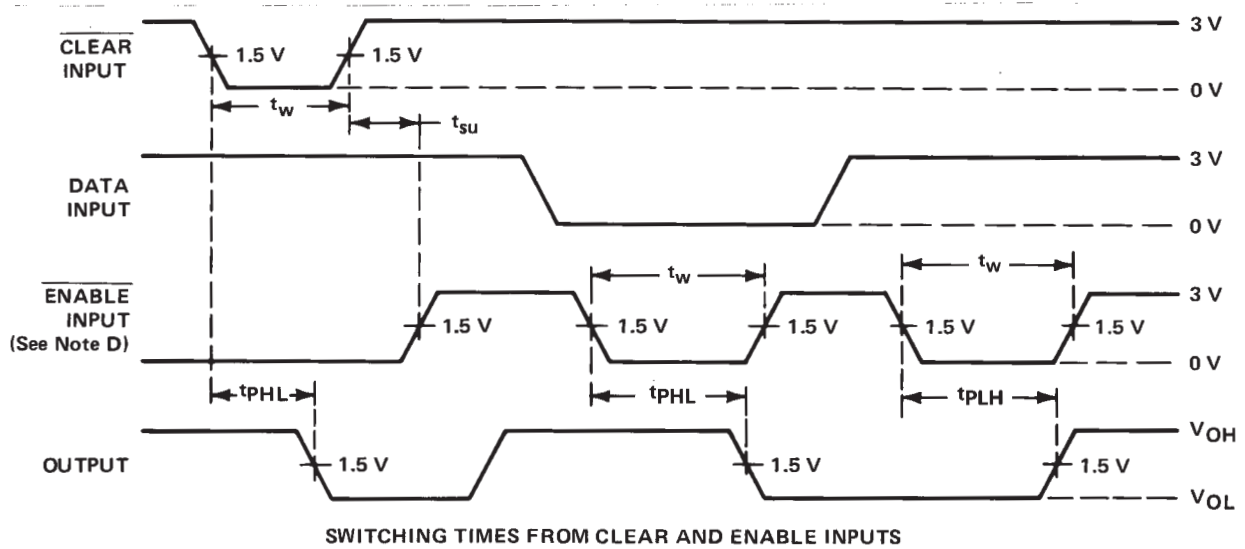 CLEAR
INPUT
1.5 V
1.5 V
3 V
0 V
tw
tsu
DATA
INPUT
3 V
0 V
ENABLE
INPUT
(See Note D)
tw
tw
3 V
1.5 V
1.5 V
1.5 V
1.5 V
1.5 V
0 V
tPHL
tPHL
tPLH
OUTPUT
1.5 V
1.5 V
1.5 V
VOH
VOL
SWITCHING TIMES FROM CLEAR AND ENABLE INPUTS